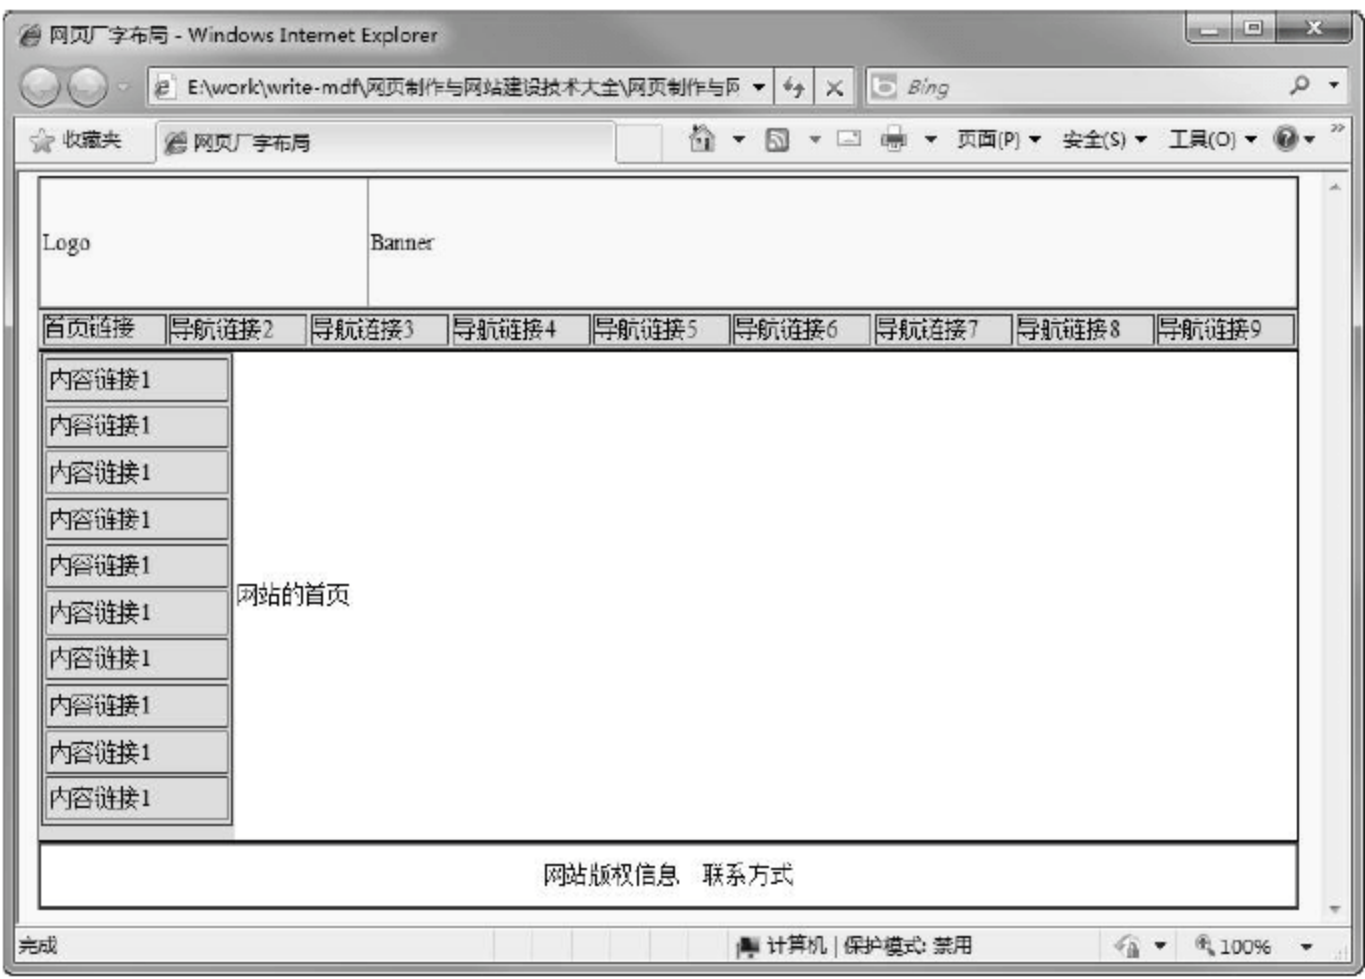 网页厂字布局 - Windows Internet Explorer
E:\work\write-mdf\网页制作与网站建设技术大全\网页制作与网 Bing
收藏夹 网页厂字布局 页面(P) 安全(S) 工具(O) »
Logo Banner
首页链接 导航链接2 导航链接3 导航链接4 导航链接5 导航链接6 导航链接7 导航链接8 导航链接9
内容链接1
内容链接1
内容链接1
内容链接1
内容链接1
网站的首页
内容链接1
内容链接1
内容链接1
内容链接1
内容链接1
网站版权信息 联系方式
完成 计算机 | 保护模式: 禁用 100%